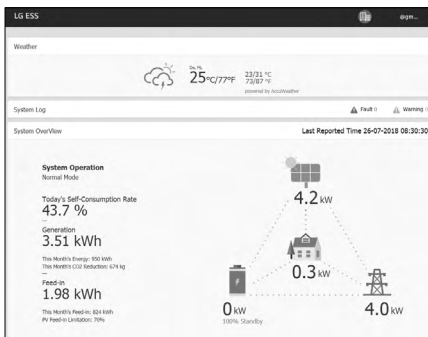 LG ESS
@gm...
Weather
25°C/77°F
23/31 °C
73/87 °F
powered by AccuWeather
System Log
Fault 0
Warning 0
System OverView
Last Reported Time 26-07-2018 08:30:30
System Operation
Normal Mode
Today's Self-Consumption Rate
43.7 %
Generation
3.51 kWh
This Month's Energy: 950 kWh
This Month's CO2 Reduction: 674 kg
Feed-in
1.98 kWh
This Month's Feed-in: 824 kWh
PV Feed-in Limitation: 70%
4.2 kW
0.3 kW
0 kW
100% Standby
4.0 kW